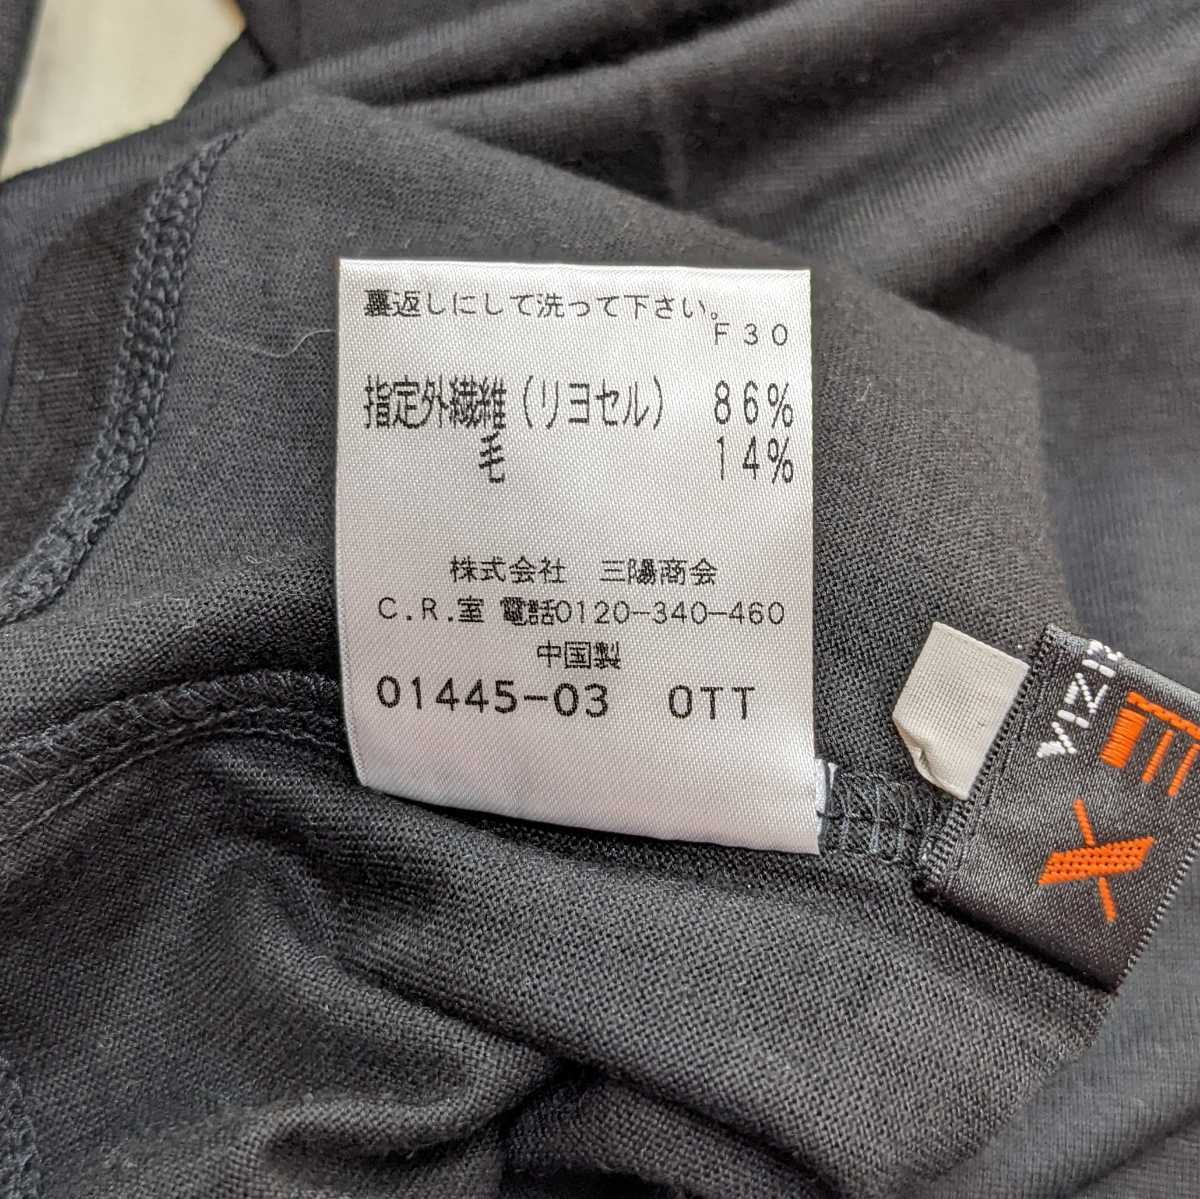 裏返しにして洗って下さい。
F30
指定外繊維（リヨセル） 86%
毛 14%
株式会社 三陽商会
C.R.室 電話0120-340-460
中国製
01445-03 OTT